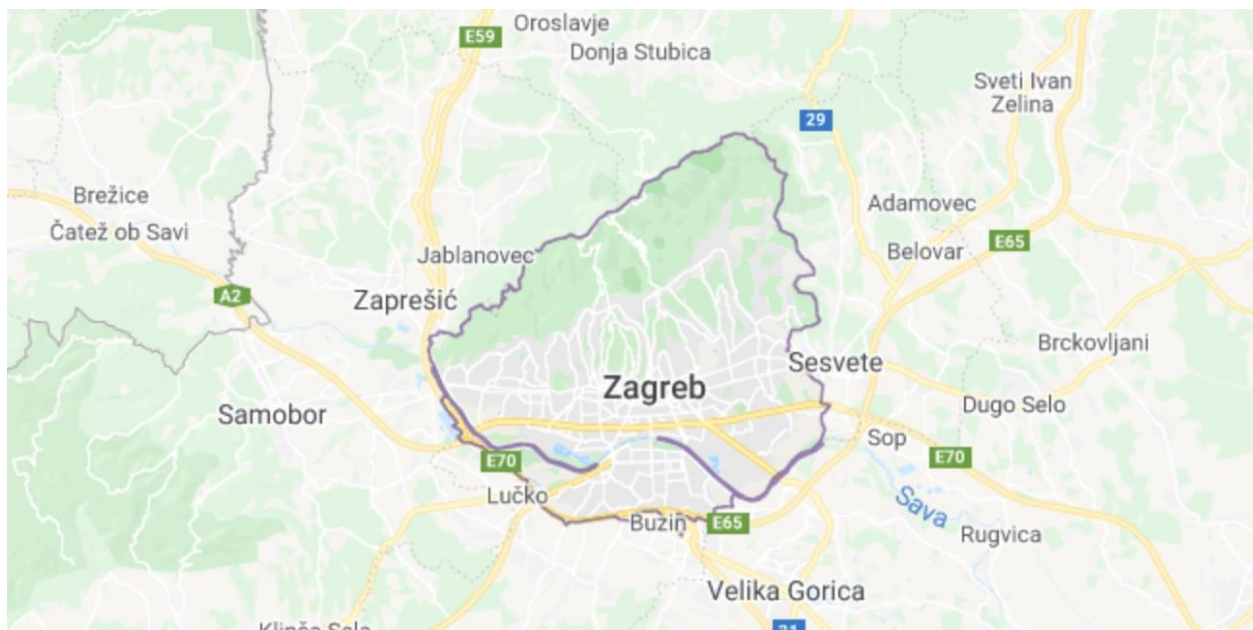 Oroslavje
E59
Donja Stubica
Sveti Ivan
Zelina
29
Brežice
Adamovec
Čatež ob Savi
E65
Jablanovec
Belovar
A2
Zaprešić
Brckovljani
Sesvete
Zagreb
Samobor
Dugo Selo
Sop
E70
E70
Lučko
Sava
Bužin
E65
Rugvica
Velika Gorica